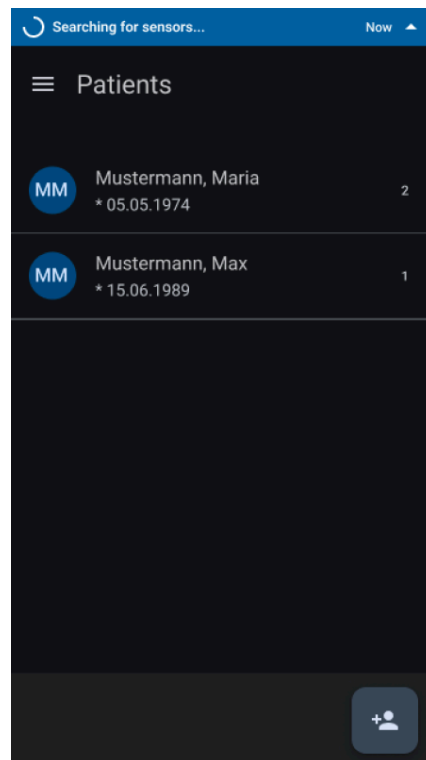 Searching for sensors... Now
Patients
MM Mustermann, Maria 2
* 05.05.1974
MM Mustermann, Max 1
* 15.06.1989